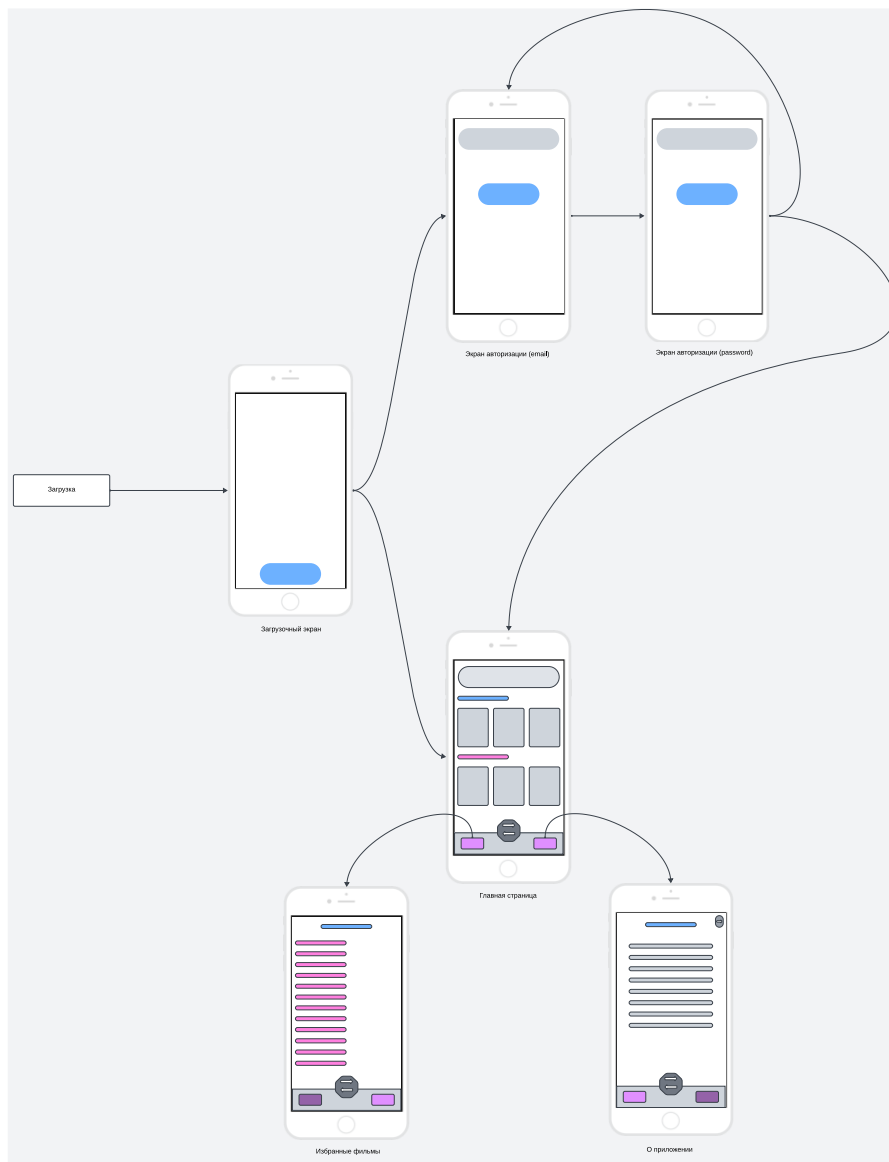 Экран авторизации (email)
Экран авторизации (password)
Загрузка
Загрузочный экран
Главная страница
Избранные фильмы
О приложении